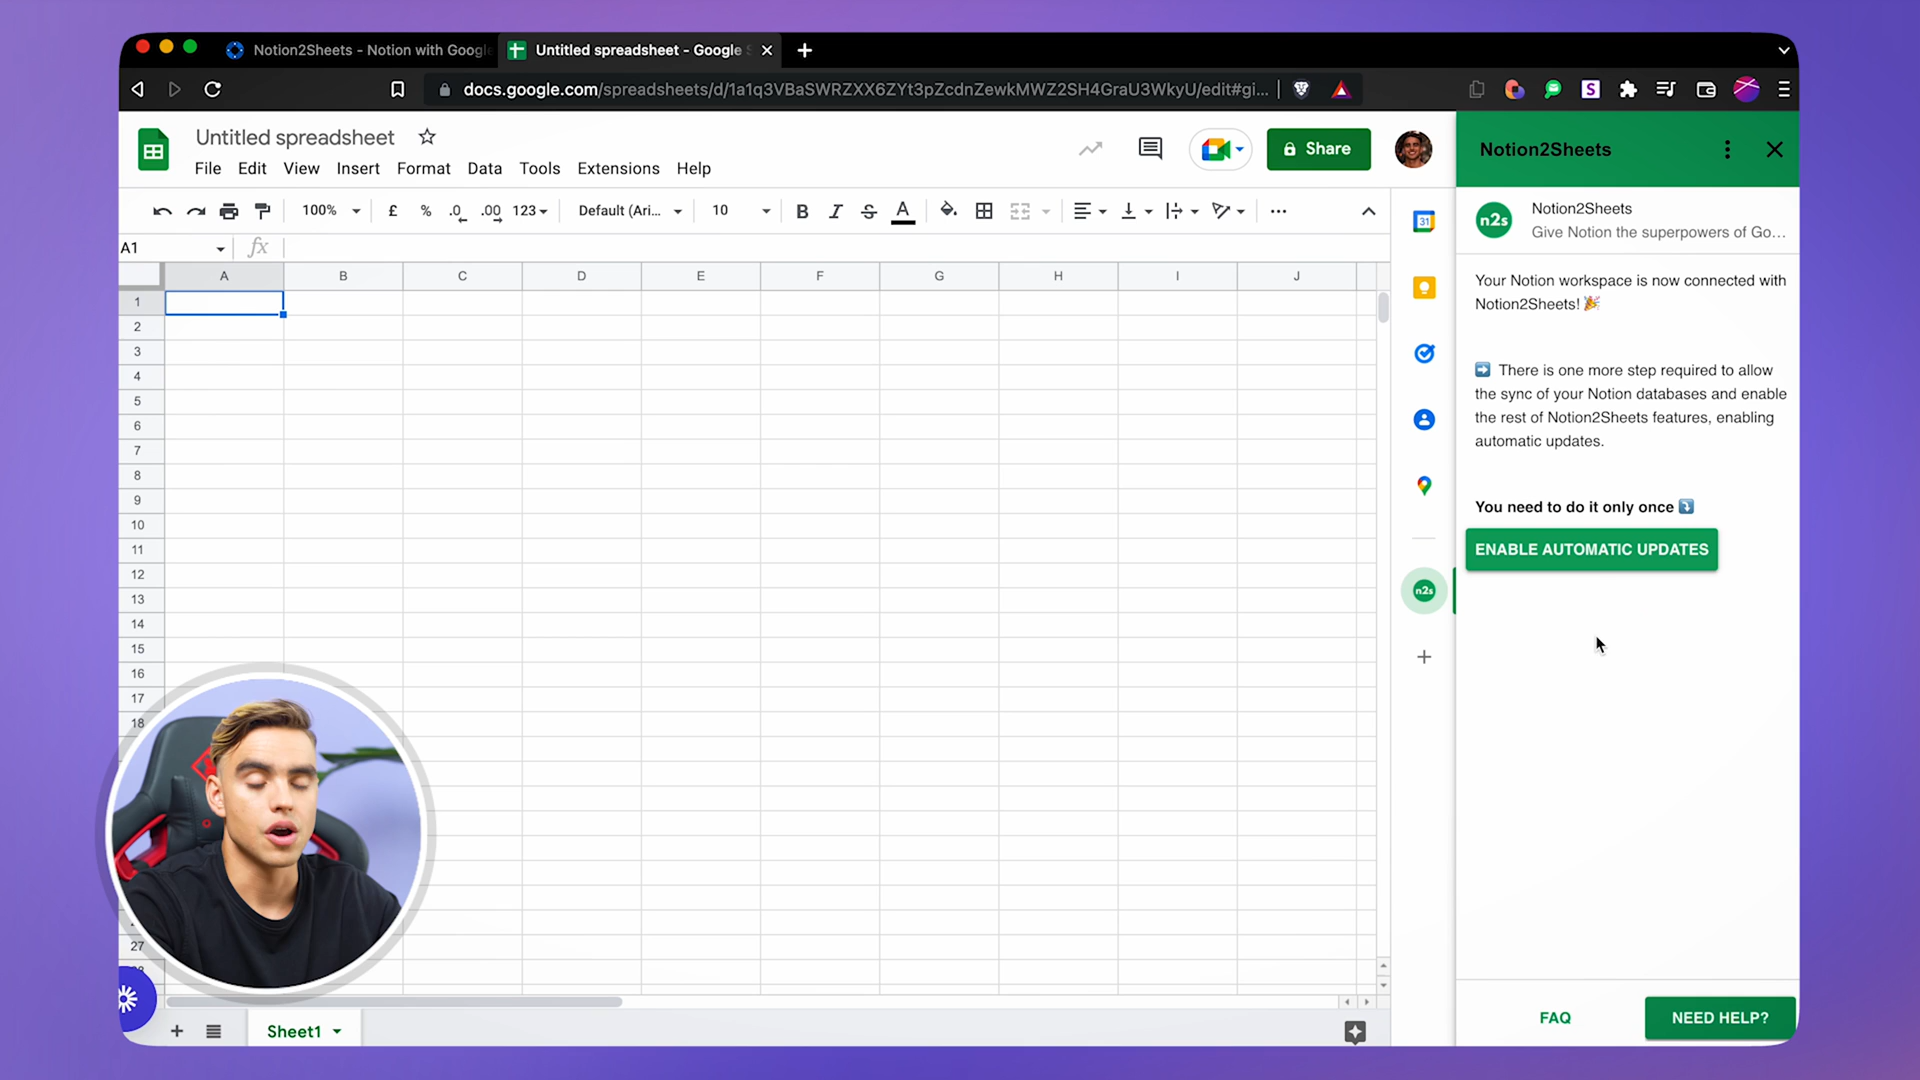 Notion2Sheets - Notion with Google
Untitled spreadsheet - Google S
docs.google.com/spreadsheets/d/1a1q3VBaSWRZXX6ZYt3pZcdnZewkMWZ2SH4GraU3WkyU/edit#gi...
S
Untitled spreadsheet
Share
File Edit View Insert Format Data Tools Extensions Help
100% £ % .0 .00 123 Default (Ari... 10 B I S A
A1 fx
A B C D E F G H I J
1
2
3
4
5
6
7
8
9
10
11
12
13
14
15
16
17
18
27
Sheet1
31
n2s
Notion2Sheets
n2s
Notion2Sheets
Give Notion the superpowers of Go...
Your Notion workspace is now connected with
Notion2Sheets! 🎉
➡️ There is one more step required to allow
the sync of your Notion databases and enable
the rest of Notion2Sheets features, enabling
automatic updates.
You need to do it only once ⤵️
ENABLE AUTOMATIC UPDATES
FAQ
NEED HELP?